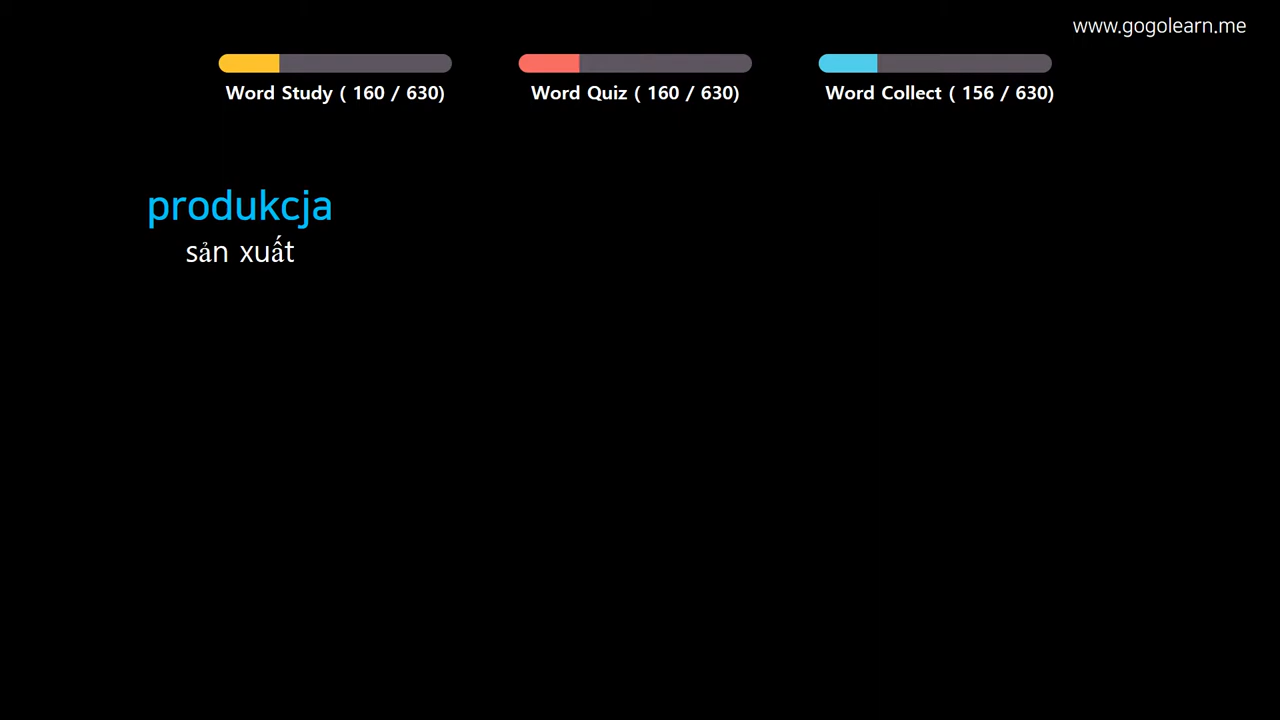 www.gogolearn.me
Word Study ( 160 / 630)
Word Quiz ( 160 / 630)
Word Collect ( 156 / 630)
produkcja
sản xuất